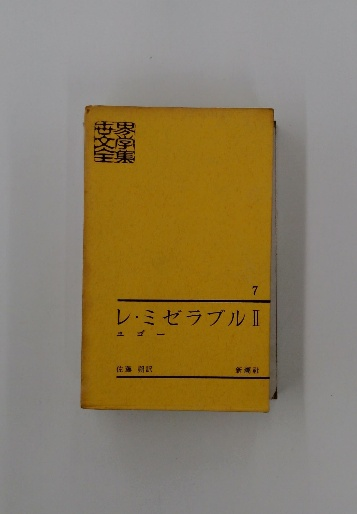 世界
文学
全集
7
レ・ミゼラブルⅡ
ユゴー
佐藤 朔訳 新潮社